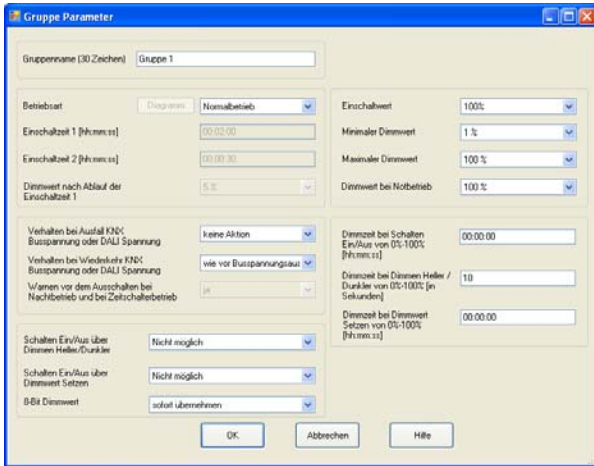 Gruppe Parameter
Gruppenname (30 Zeichen) Gruppe 1
Betriebsart Diagramm Normalbetrieb
Einschaltzeit 1 [hh:mm:ss] 00:02:00
Einschaltzeit 2 [hh:mm:ss] 00:00:30
Dimmwert nach Ablauf der
Einschaltzeit 1
5 %
Einschaltwert 100%
Minimaler Dimmwert 1 %
Maximaler Dimmwert 100 %
Dimmwert bei Notbetrieb 100 %
Verhalten bei Ausfall KNX
Busspannung oder DALI Spannung
keine Aktion
Verhalten bei Wiederkehr KNX
Busspannung oder DALI Spannung
wie vor Busspannungsaus
Warnen vor dem Ausschalten bei
Nachtbetrieb und bei Zeitschalterbetrieb
ja
Dimmzeit bei Schalten
Ein/Aus von 0%-100%
[hh:mm:ss]
00:00:00
Dimmzeit bei Dimmen Heller /
Dunkler von 0%-100% [in
Sekunden]
10
Dimmzeit bei Dimmwert
Setzen von 0%-100%
[hh:mm:ss]
00:00:00
Schalten Ein/Aus über
Dimmen Heller/Dunkler
Nicht möglich
Schalten Ein/Aus über
Dimmwert Setzen
Nicht möglich
8-Bit Dimmwert sofort übernehmen
OK Abbrechen Hilfe